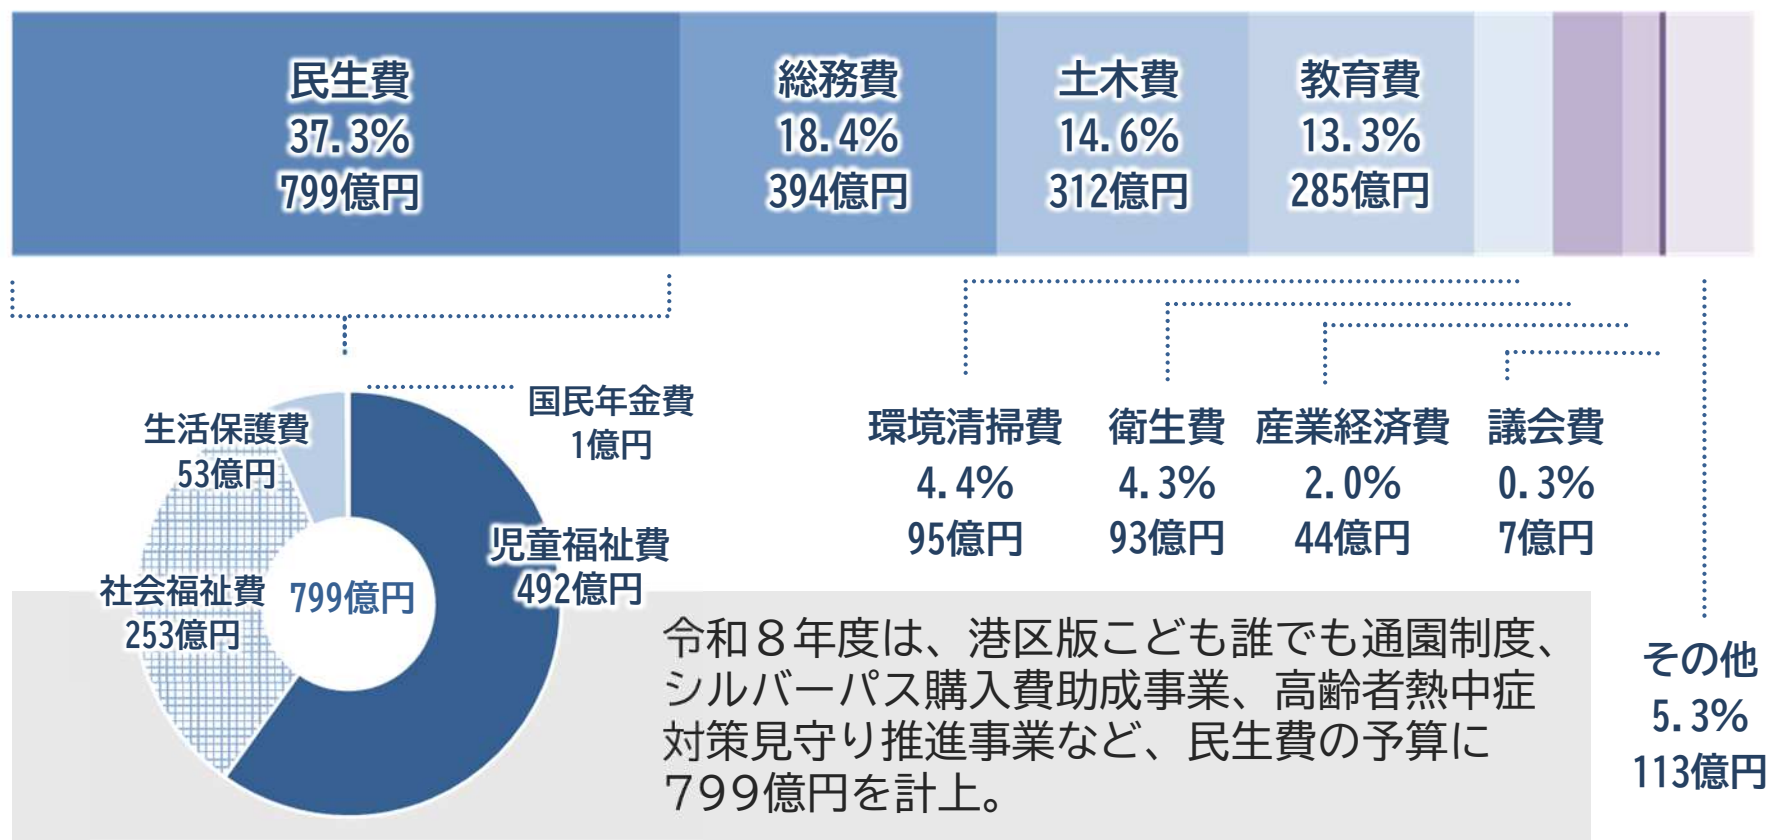 民生費
37.3%
799億円
総務費
18.4%
394億円
土木費
14.6%
312億円
教育費
13.3%
285億円
環境清掃費
4.4%
95億円
衛生費
4.3%
93億円
産業経済費
2.0%
44億円
議会費
0.3%
7億円
その他
5.3%
113億円
国民年金費
1億円
生活保護費
53億円
児童福祉費
492億円
社会福祉費
253億円
799億円
令和８年度は、港区版こども誰でも通園制度、
シルバーパス購入費助成事業、高齢者熱中症
対策見守り推進事業など、民生費の予算に
799億円を計上。